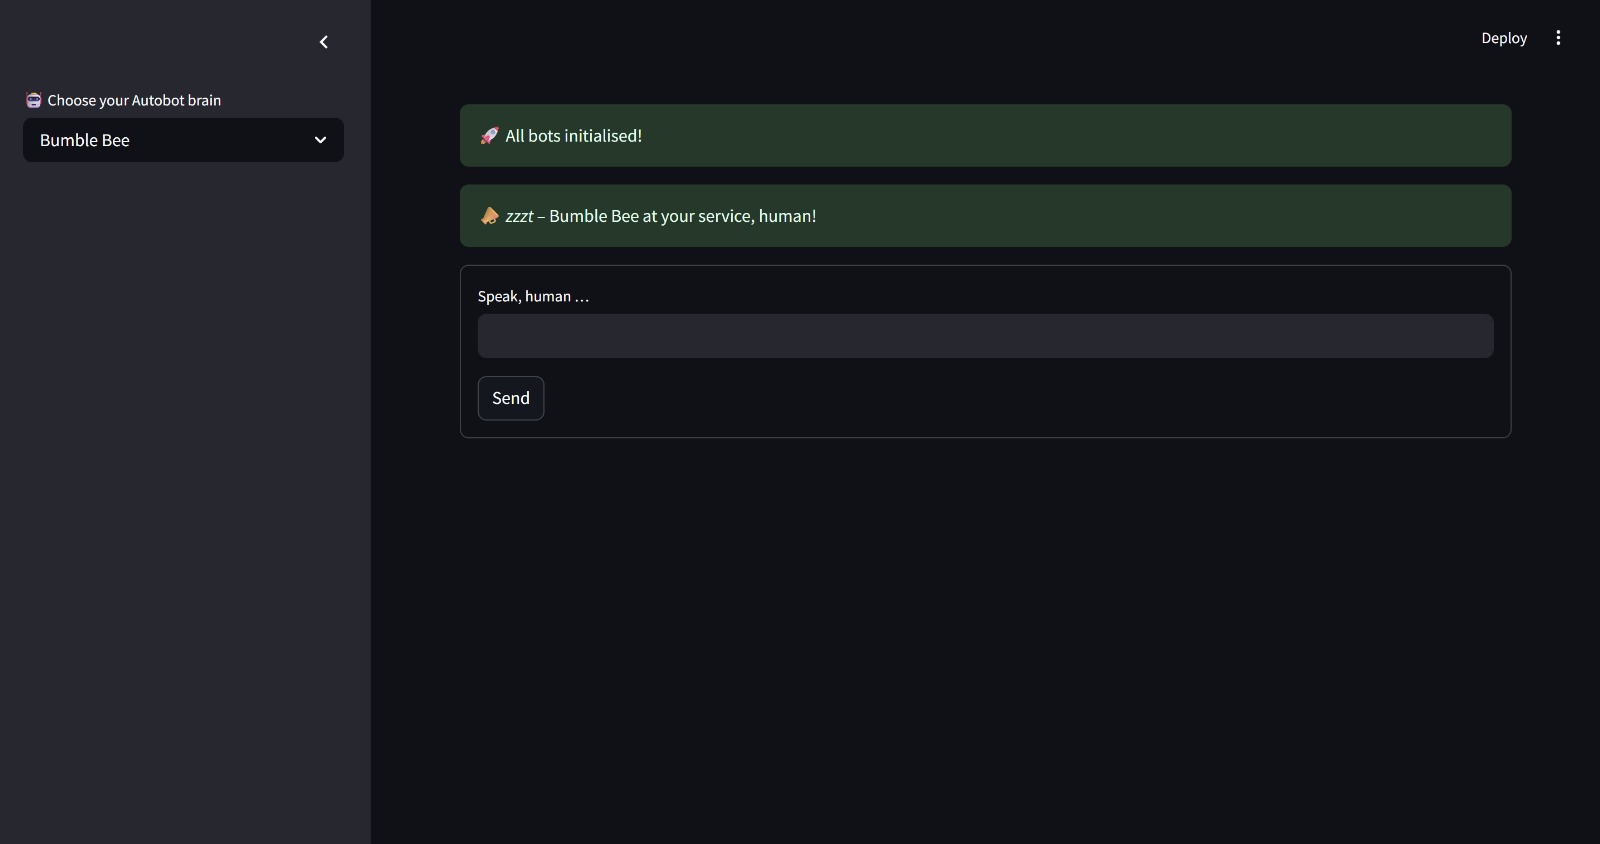 Deploy
🤖 Choose your Autobot brain
Bumble Bee
🚀 All bots initialised!
📣 zzzt – Bumble Bee at your service, human!
Speak, human …
Send